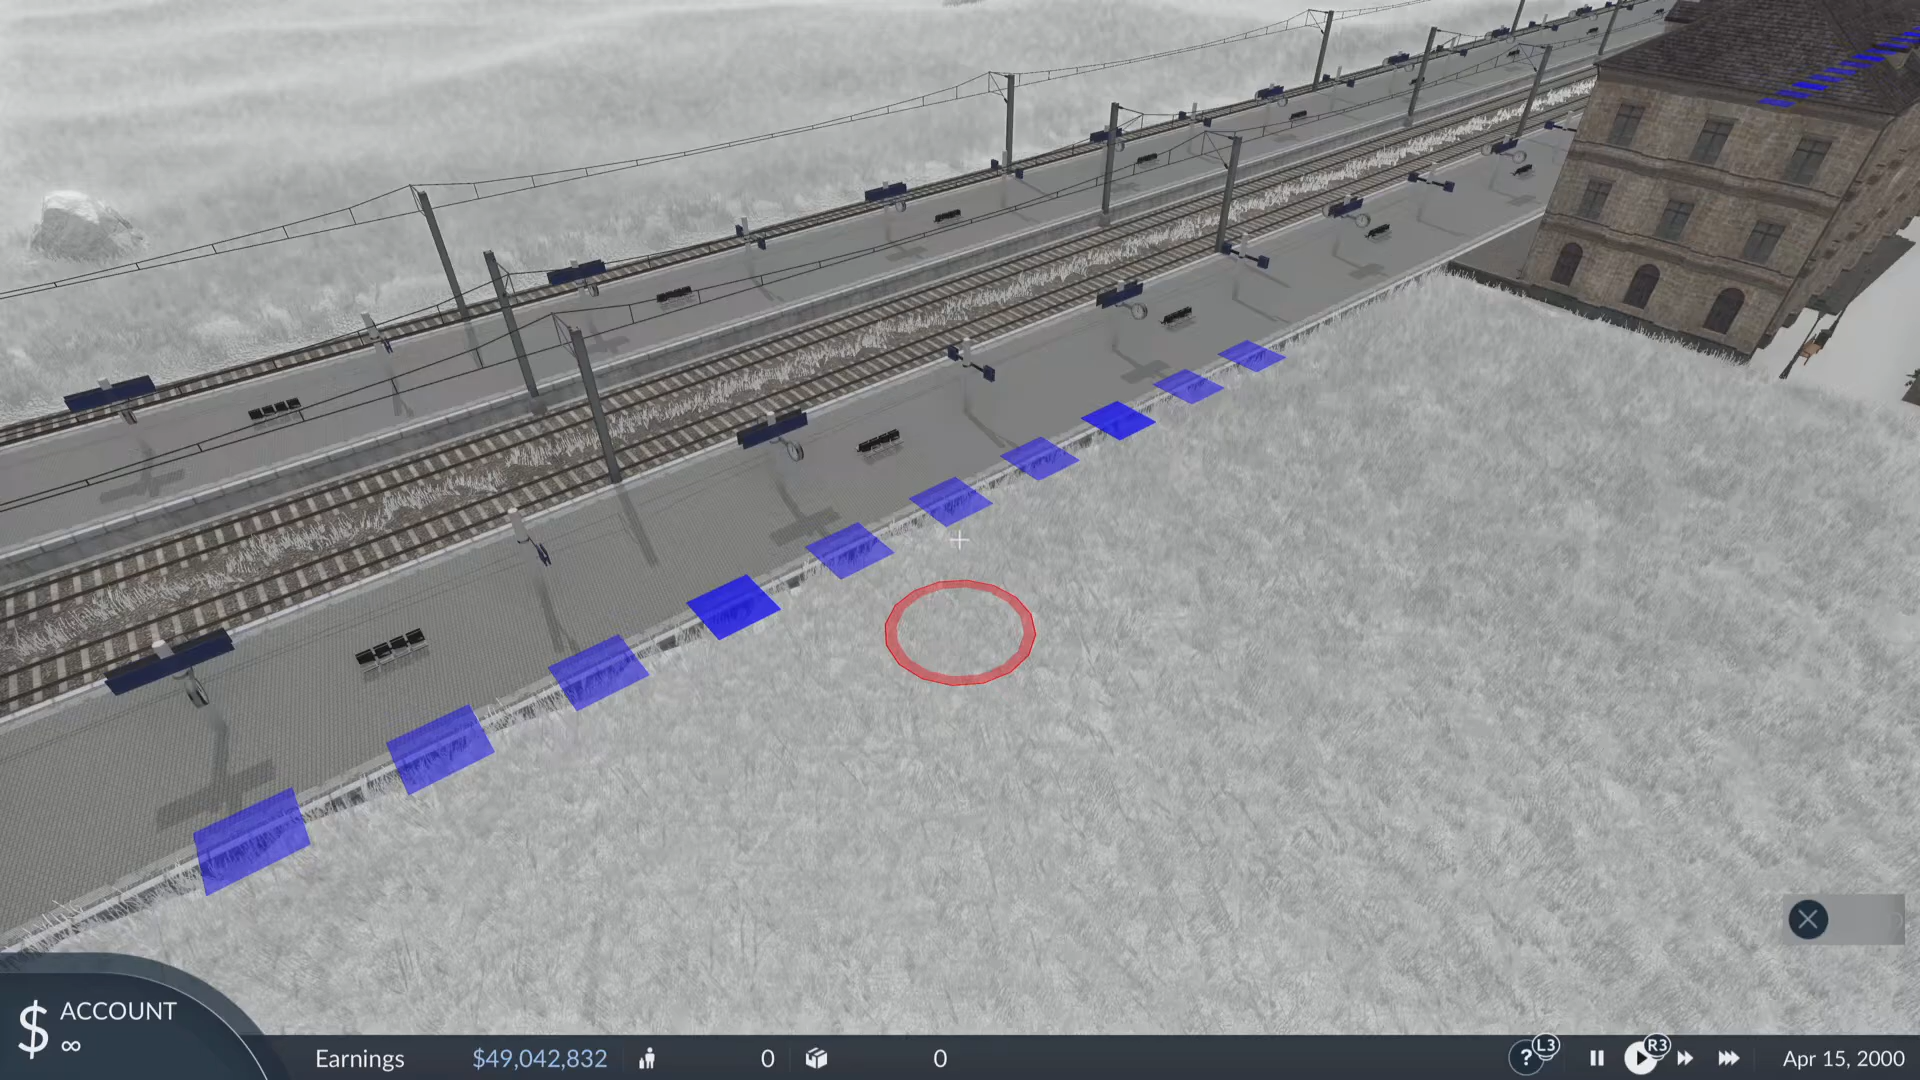 $ ACCOUNT
∞
Earnings $49,042,832 0 0
? L3 R3 Apr 15, 2000